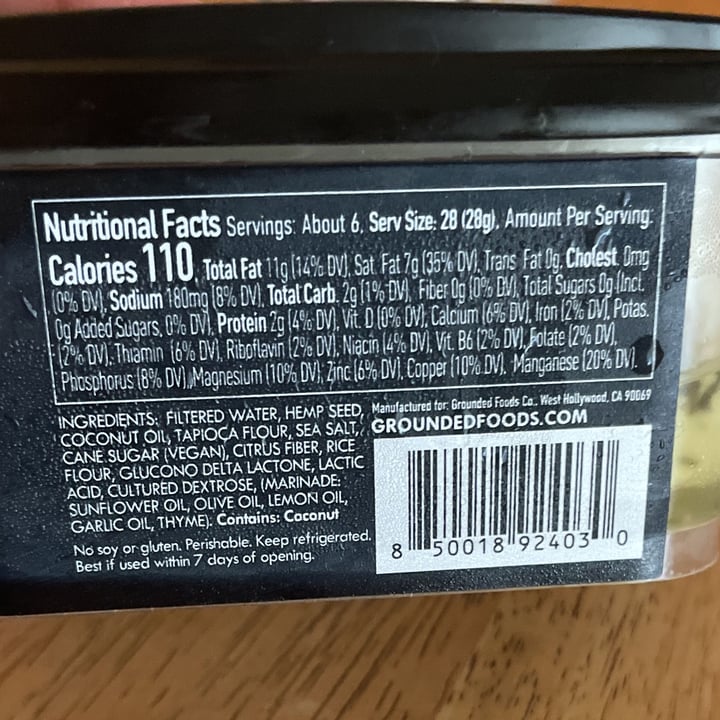 Nutritional Facts Servings: About 6, Serv Size: 28 (28g), Amount Per Serving:
Calories 110, Total Fat 11g (14% DV), Sat. Fat 7g (35% DV), Trans Fat 0g, Cholest. 0mg
(0% DV), Sodium 180mg (8% DV), Total Carb. 2g (1% DV), Fiber 0g (0% DV), Total Sugars 0g (Incl.
0g Added Sugars, 0% DV), Protein 2g (4% DV), Vit. D (0% DV), Calcium (6% DV), Iron (2% DV), Potas.
(2% DV), Thiamin (6% DV), Riboflavin (2% DV), Niacin (4% DV), Vit. B6 (2% DV), Folate (2% DV),
Phosphorus (8% DV), Magnesium (10% DV), Zinc (6% DV), Copper (10% DV), Manganese (20% DV).
INGREDIENTS: FILTERED WATER, HEMP SEED,
COCONUT OIL, TAPIOCA FLOUR, SEA SALT,
CANE SUGAR (VEGAN), CITRUS FIBER, RICE
FLOUR, GLUCONO DELTA LACTONE, LACTIC
ACID, CULTURED DEXTROSE, (MARINADE:
SUNFLOWER OIL, OLIVE OIL, LEMON OIL,
GARLIC OIL, THYME). Contains: Coconut
No soy or gluten. Perishable. Keep refrigerated.
Best if used within 7 days of opening.
Manufactured for: Grounded Foods Co., West Hollywood, CA 90069
GROUNDEDFOODS.COM
8 50018 92403 0